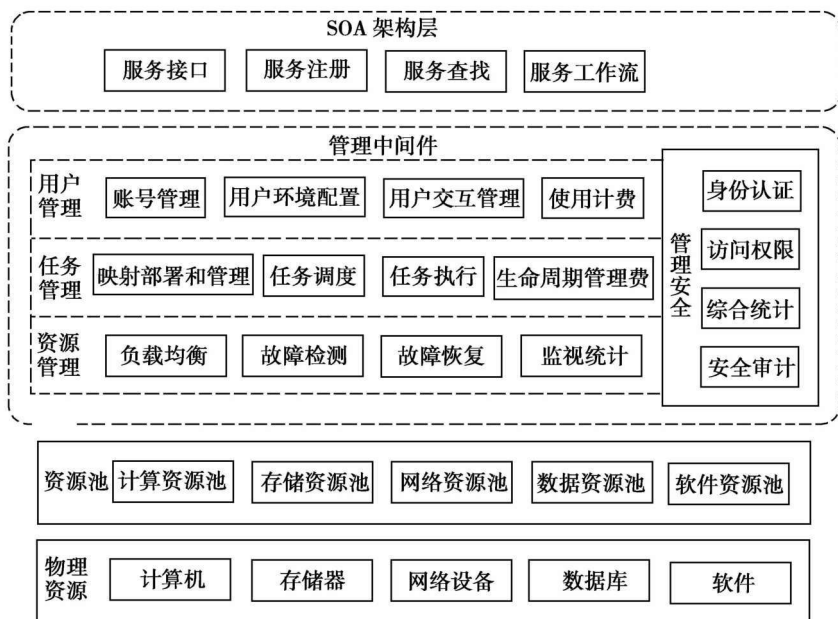 SOA 架构层
服务接口 服务注册 服务查找 服务工作流
管理中间件
用户管理 账号管理 用户环境配置 用户交互管理 使用计费
任务管理 映射部署和管理 任务调度 任务执行 生命周期管理费
资源管理 负载均衡 故障检测 故障恢复 监视统计
管理安全
身份认证
访问权限
综合统计
安全审计
资源池 计算资源池 存储资源池 网络资源池 数据资源池 软件资源池
物理资源 计算机 存储器 网络设备 数据库 软件